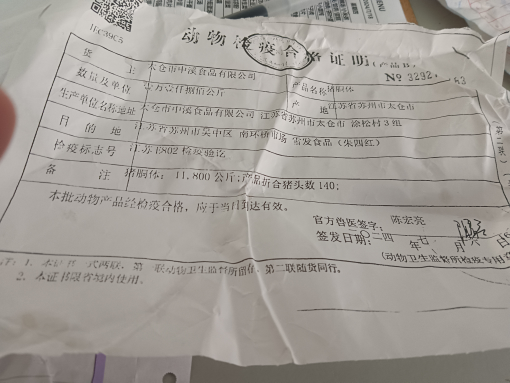 动物检疫合格证明(产品B)
货主 太仓市中溪食品有限公司
产品名称 猪胴体
数量及单位 壹万壹仟捌佰公斤
产地 江苏省苏州市太仓市
生产单位名称地址 太仓市中溪食品有限公司 江苏省苏州市太仓市 涂松村3组
目的地 江苏省苏州市吴中区 南环桥市场 雷发食品 (朱四红)
检疫标志号 江苏E802 检疫验讫
备注 猪胴体: 11,800公斤;产品折合猪头数140;
本批动物产品经检疫合格,应于当日到达有效。
官方兽医签字: 陈宏亮
签发日期: 二〇二四年七月八日
(动物卫生监督所检疫专用章)
注: 1. 本证书一式两联,第一联动物卫生监督所留存,第二联随货同行。
2. 本证书限省境内使用。